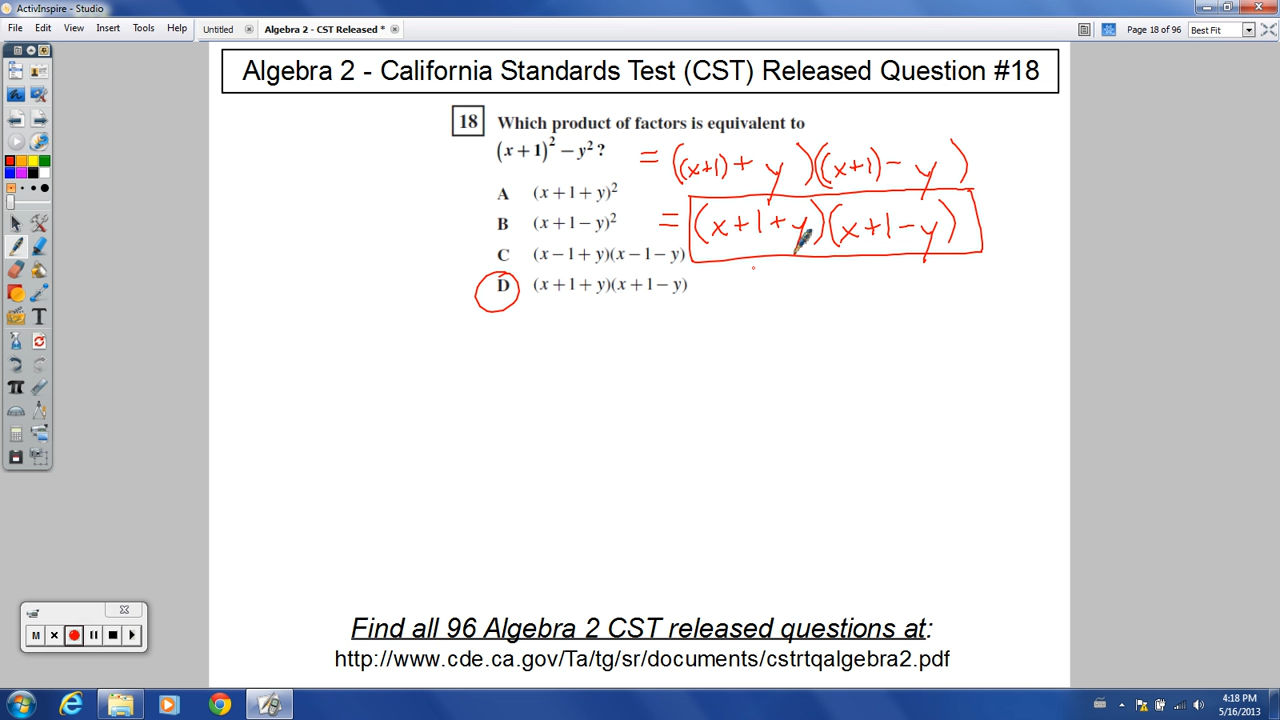 ActivInspire - Studio
File Edit View Insert Tools Help
Untitled
Algebra 2 - CST Released *
Page 18 of 96
Best Fit
Algebra 2 - California Standards Test (CST) Released Question #18
18 Which product of factors is equivalent to
(x + 1)² − y² ? = ((x+1) + y)((x+1) − y)
A (x + 1 + y)²
B (x + 1 − y)² = (x + 1 + y)(x + 1 − y)
C (x − 1 + y)(x − 1 − y)
D (x + 1 + y)(x + 1 − y)
M
Find all 96 Algebra 2 CST released questions at:
http://www.cde.ca.gov/Ta/tg/sr/documents/cstrtqalgebra2.pdf
4:18 PM
5/16/2013